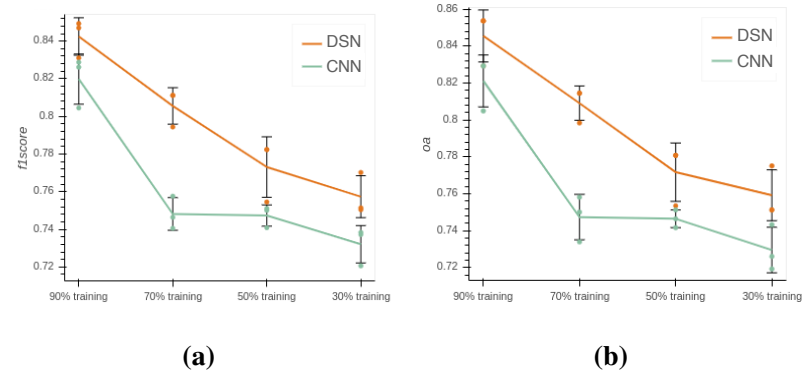 0.84
0.82
0.8
0.78
0.76
0.74
0.72
f1score
DSN
CNN
90% training
70% training
50% training
30% training
(a)
0.86
0.84
0.82
0.8
0.78
0.76
0.74
0.72
oa
DSN
CNN
90% training
70% training
50% training
30% training
(b)